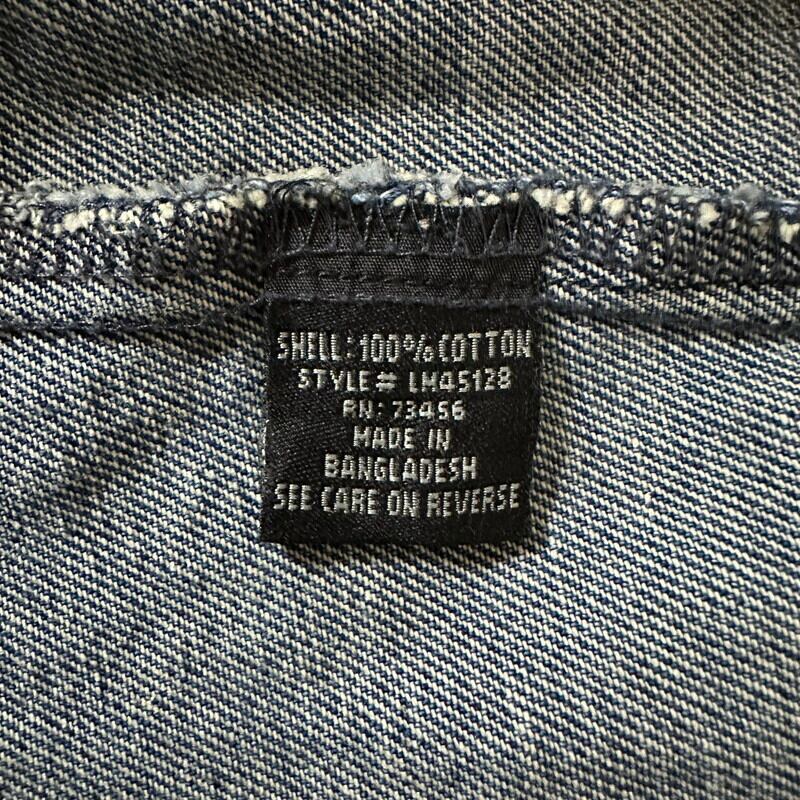 SHELL: 100% COTTON
STYLE# LM45128
RN: 73456
MADE IN
BANGLADESH
SEE CARE ON REVERSE